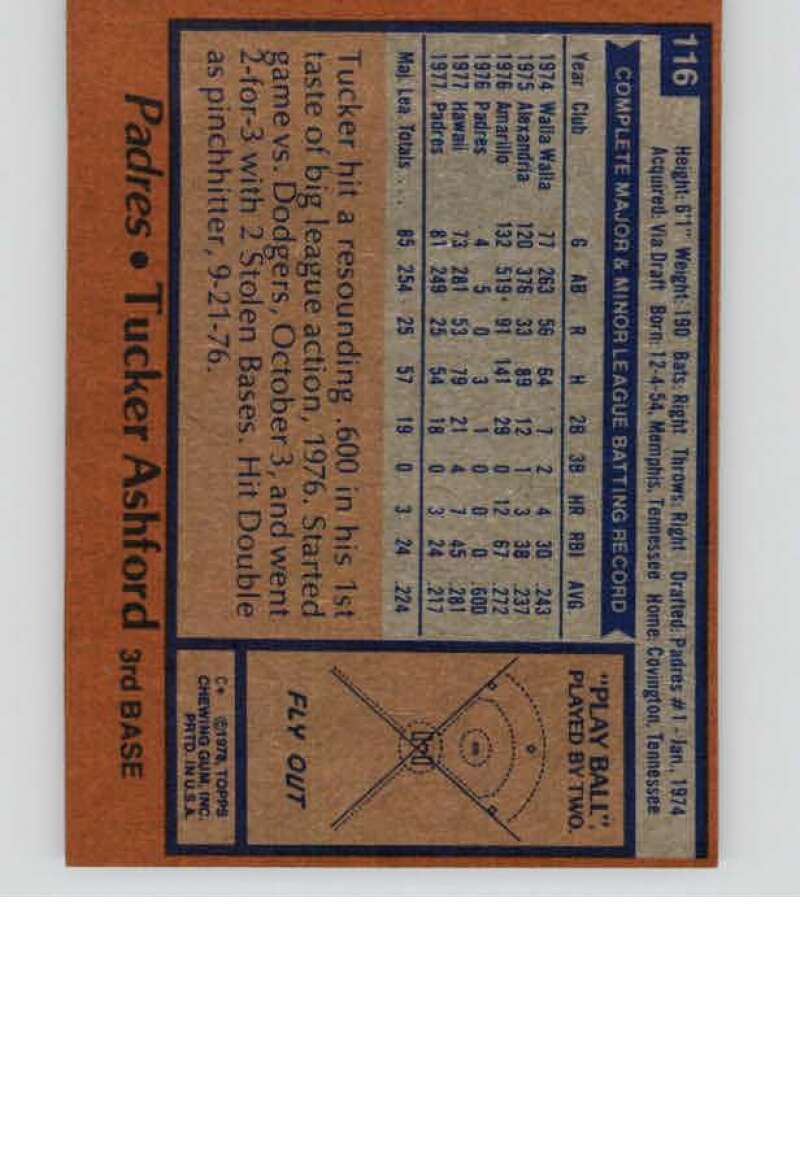 116
Height: 6'1" Weight: 190 Bats: Right Throws: Right Drafted: Padres #1 - Jan., 1974
Acquired: Via Draft Born: 12-4-54, Memphis, Tennessee Home: Covington, Tennessee
COMPLETE MAJOR & MINOR LEAGUE BATTING RECORD
Year Club G AB R H 2B 3B HR RBI AVG.
1974 Walla Walla 77 263 56 64 7 2 4 30 .243
1975 Alexandria 120 376 33 89 12 1 3 38 .237
1976 Amarillo 132 519 91 141 29 0 12 67 .272
1976 Padres 4 5 0 3 1 0 0 0 .600
1977 Hawaii 73 281 53 79 21 4 7 45 .281
1977 Padres 81 249 25 54 18 0 3 24 .217
Maj. Lea. Totals .... 85 254 25 57 19 0 3 24 .224
Tucker hit a resounding .600 in his 1st
taste of big league action, 1976. Started
game vs. Dodgers, October 3, and went
2-for-3 with 2 Stolen Bases. Hit Double
as pinchhitter, 9-21-76.
"PLAY BALL"
PLAYED BY TWO.
FLY OUT
C* ©1978, TOPPS
CHEWING GUM, INC.
PRTD. IN U.S.A.
Padres • Tucker Ashford 3rd BASE